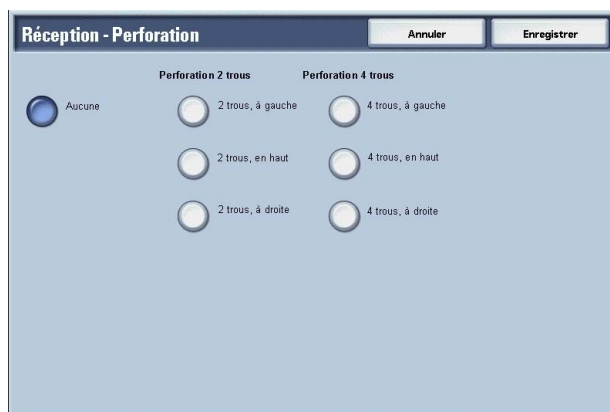 Réception - Perforation
Annuler
Enregistrer
Perforation 2 trous
Perforation 4 trous
Aucune
2 trous, à gauche
4 trous, à gauche
2 trous, en haut
4 trous, en haut
2 trous, à droite
4 trous, à droite